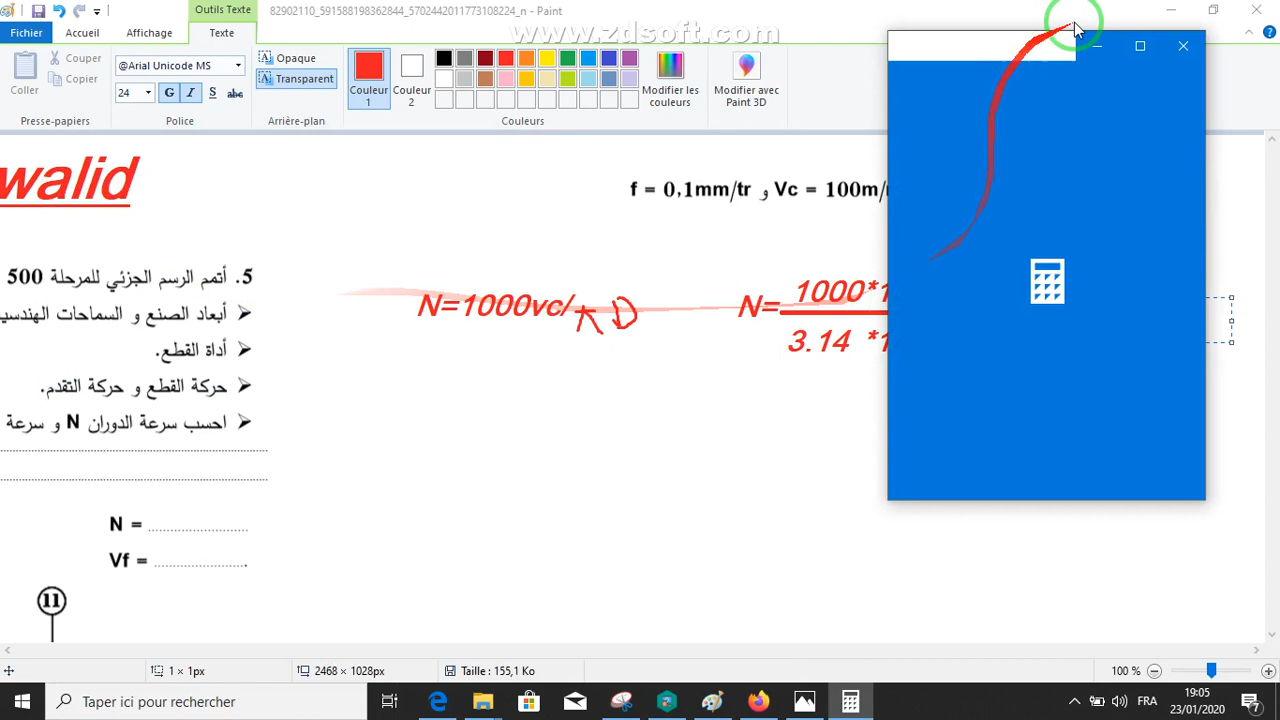 Outils Texte
82902110_591588198362844_5702442011773108224_n - Paint
Fichier
Accueil
Affichage
Texte
www.zdsoft.com
Coller
Couper
Copier
Presse-papiers
@Arial Unicode MS
24
G I S abc
Police
Opaque
Transparent
Arrière-plan
Couleur 1
Couleur 2
Couleurs
Modifier les couleurs
Modifier avec Paint 3D
walid
f = 0,1mm/tr و Vc = 100m/
5. أتمم الرسم الجزئي للمرحلة 500
أبعاد الصنع و السماحات الهندسية
أداة القطع.
حركة القطع و حركة التقدم.
احسب سرعة الدوران N و سرعة
N=1000vc/πD
N=
1000*1
3.14 *1
N = ........................
Vf = ......................
11
1 × 1px
2468 × 1028px
Taille : 155,1 Ko
100 %
Taper ici pour rechercher
FRA
19:05
23/01/2020
7